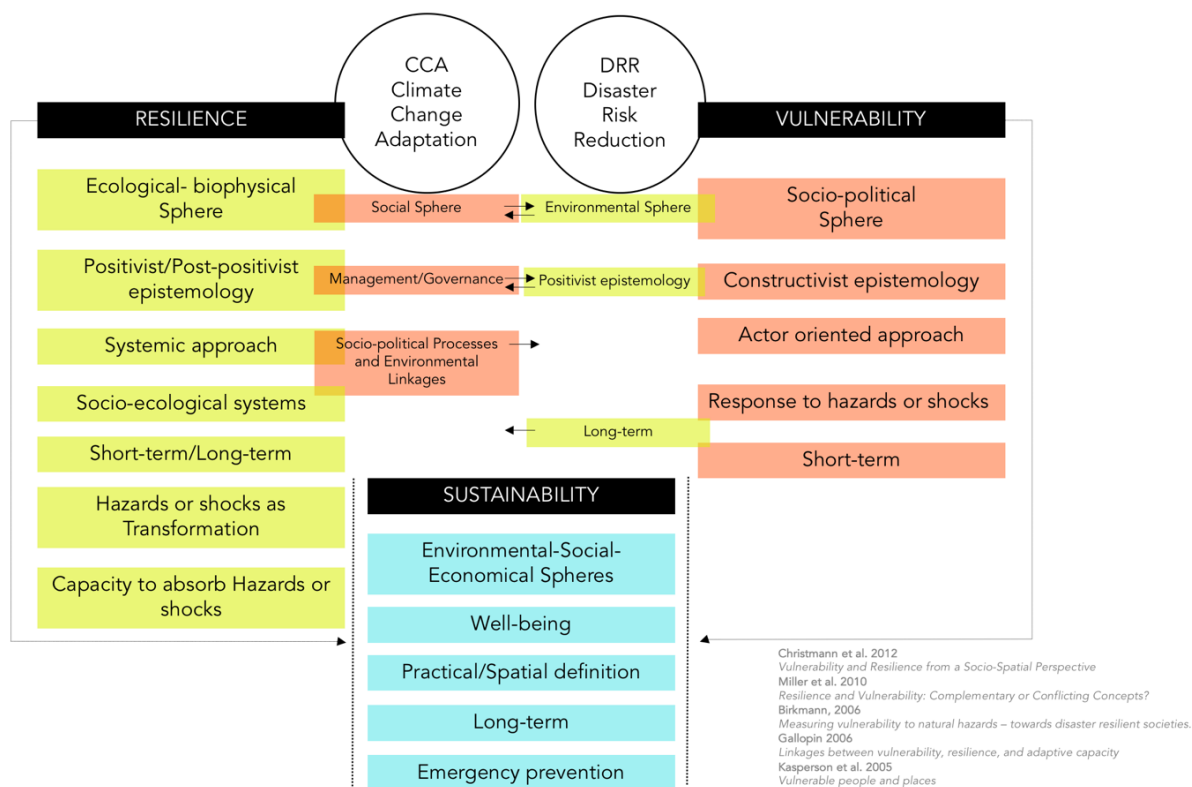 CCA
Climate
Change
Adaptation
DRR
Disaster
Risk
Reduction
RESILIENCE
VULNERABILITY
Ecological- biophysical
Sphere
Social Sphere
Environmental Sphere
Socio-political
Sphere
Positivist/Post-positivist
epistemology
Management/Governance
Positivist epistemology
Constructivist epistemology
Systemic approach
Socio-political Processes
and Environmental
Linkages
Actor oriented approach
Socio-ecological systems
Response to hazards or shocks
Short-term/Long-term
Long-term
Short-term
Hazards or shocks as
Transformation
Capacity to absorb Hazards or
shocks
SUSTAINABILITY
Environmental-Social-
Economical Spheres
Well-being
Practical/Spatial definition
Long-term
Emergency prevention
Christmann et al. 2012
Vulnerability and Resilience from a Socio-Spatial Perspective
Miller et al. 2010
Resilience and Vulnerability: Complementary or Conflicting Concepts?
Birkmann, 2006
Measuring vulnerability to natural hazards – towards disaster resilient societies.
Gallopin 2006
Linkages between vulnerability, resilience, and adaptive capacity
Kasperson et al. 2005
Vulnerable people and places